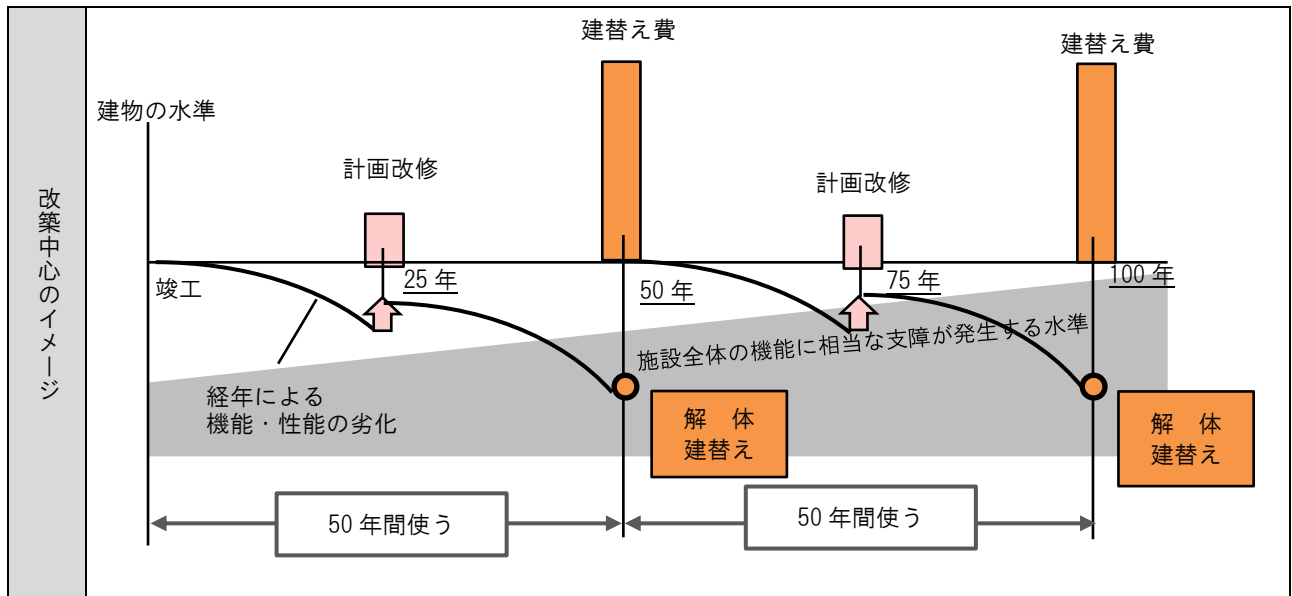 改築中心のイメージ
建替え費
建替え費
建物の水準
計画改修
計画改修
竣工
25年
50年
75年
100年
施設全体の機能に相当な支障が発生する水準
経年による
機能・性能の劣化
解 体
建替え
解 体
建替え
50年間使う
50年間使う